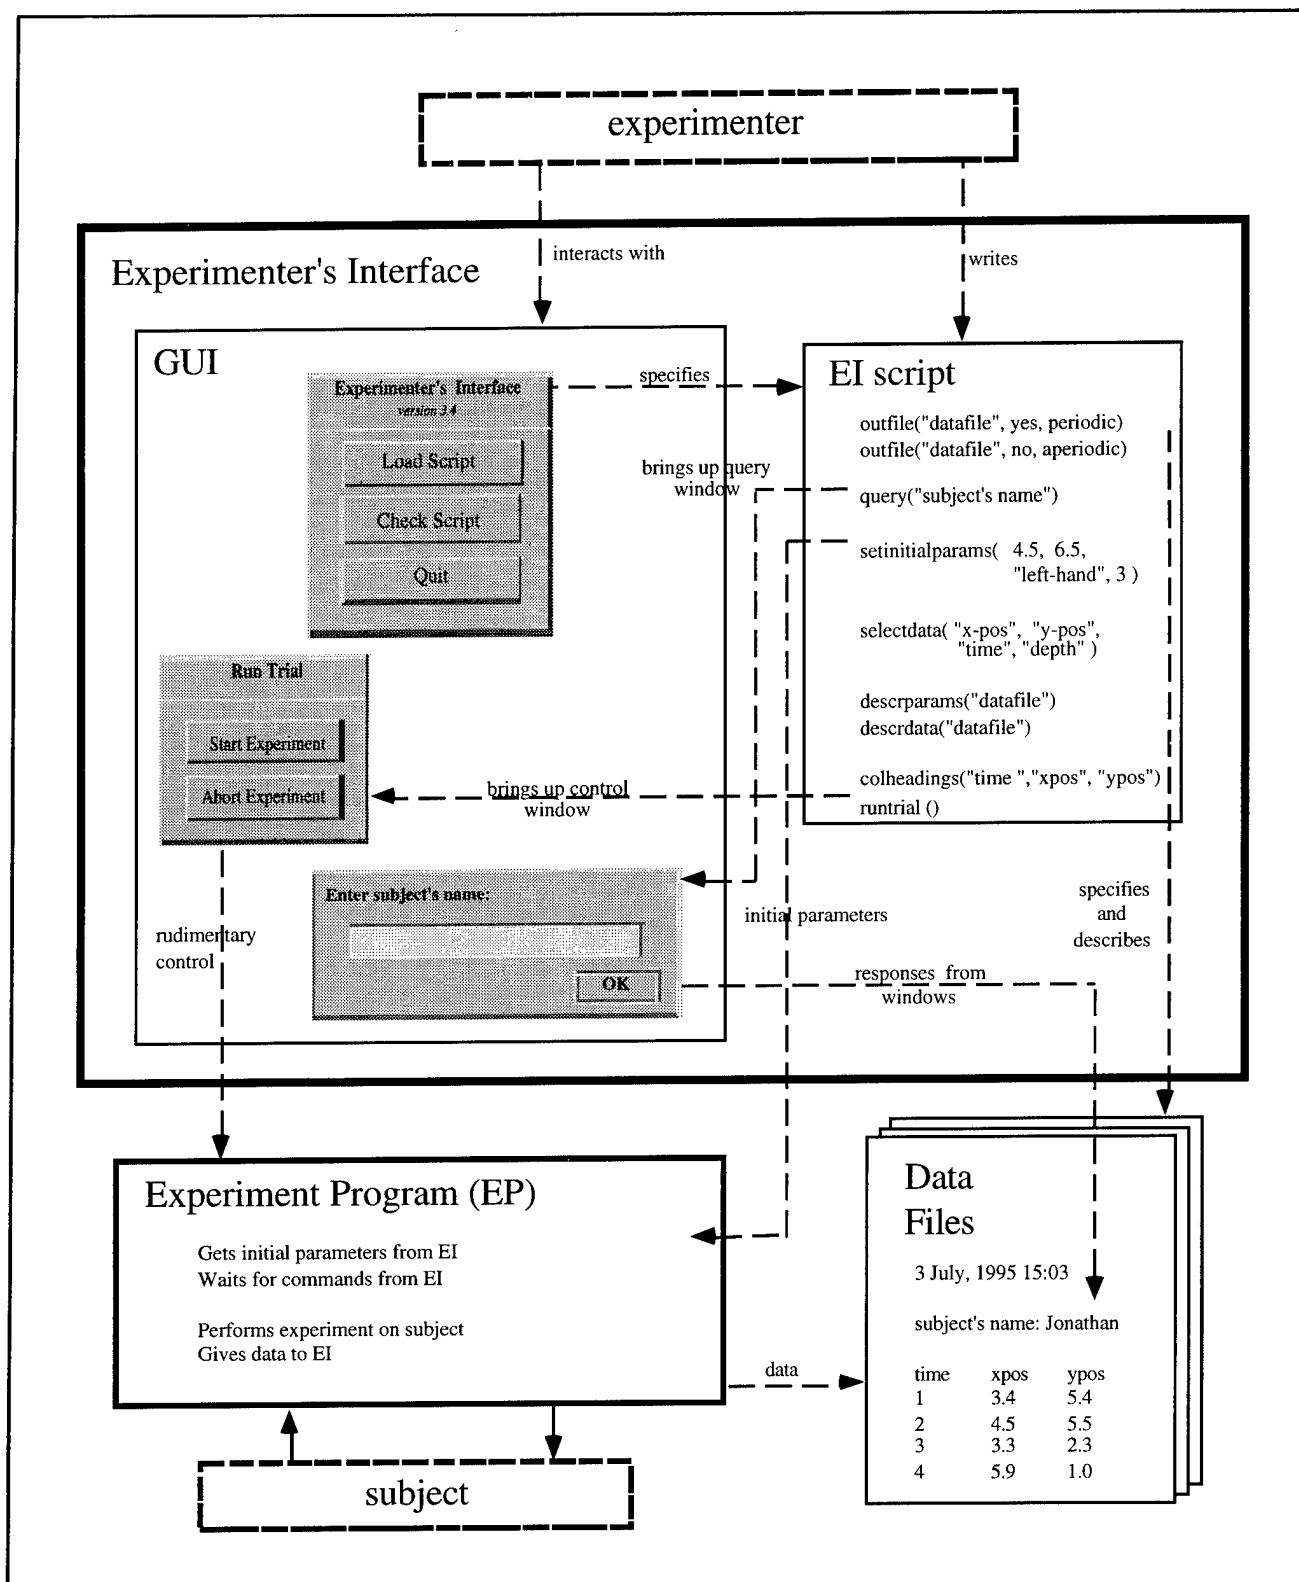 experimenter
interacts with
writes
Experimenter's Interface
GUI
Experimenter's Interface
version 3.4
Load Script
Check Script
Quit
specifies
EI script
outfile("datafile", yes, periodic)
outfile("datafile", no, aperiodic)
brings up query
window
query("subject's name")
setinitialparams( 4.5, 6.5,
"left-hand", 3 )
selectdata( "x-pos", "y-pos",
"time", "depth" )
descrparams("datafile")
descrdata("datafile")
colheadings("time ","xpos", "ypos")
runtrial ()
Run Trial
Start Experiment
Abort Experiment
brings up control
window
Enter subject's name:
OK
rudimentary
control
initial parameters
specifies
and
describes
responses from
windows
Experiment Program (EP)
Gets initial parameters from EI
Waits for commands from EI
Performs experiment on subject
Gives data to EI
data
Data
Files
3 July, 1995 15:03
subject's name: Jonathan
time xpos ypos
1 3.4 5.4
2 4.5 5.5
3 3.3 2.3
4 5.9 1.0
subject